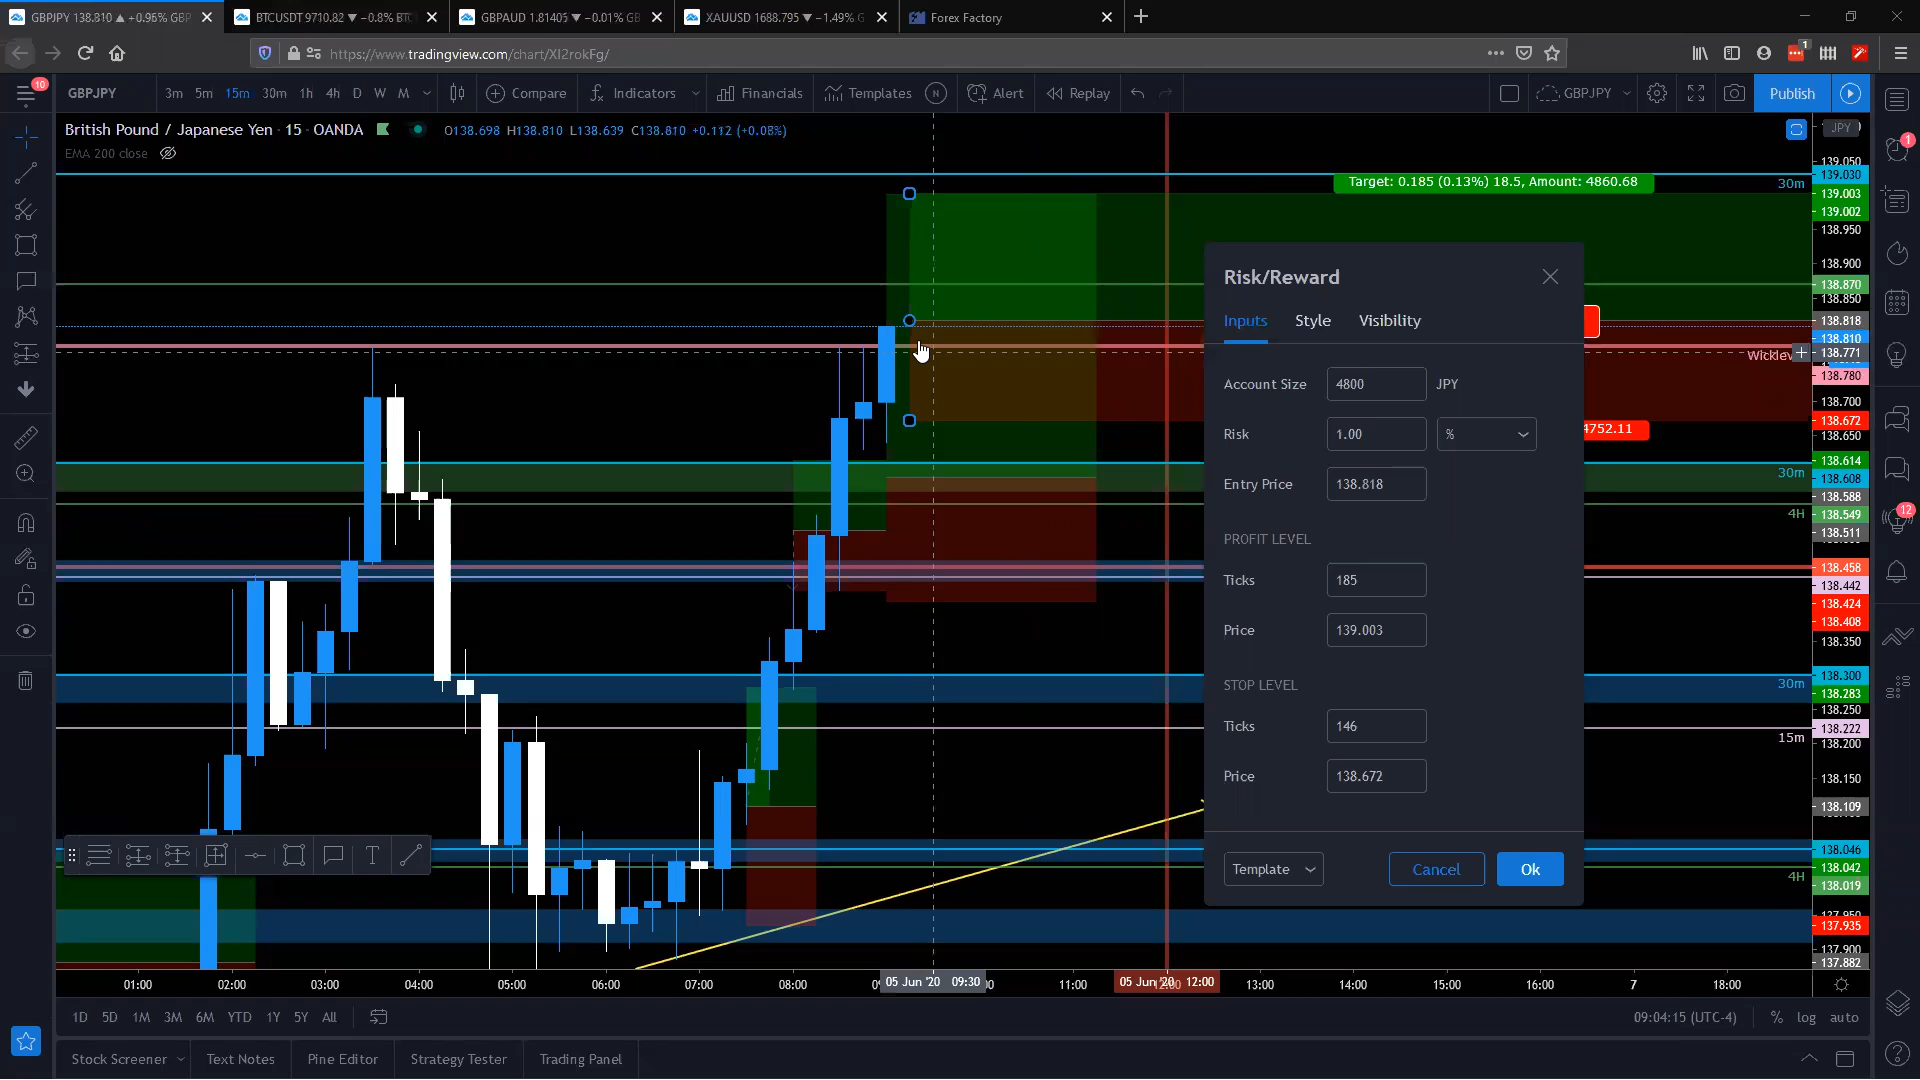 GBPJPY 138.810 ▲ +0.96% GBP
BTCUSDT 9710.82 ▼ −0.8% BTC
GBPAUD 1.81405 ▼ −0.01% GB
XAUUSD 1688.795 ▼ −1.49% G
Forex Factory
https://www.tradingview.com/chart/XI2rokFg/
1
10
GBPJPY
3m 5m 15m 30m 1h 4h D W M
Compare
Indicators
Financials
Templates
N
Alert
Replay
GBPJPY
Publish
British Pound / Japanese Yen · 15 · OANDA
O138.698 H138.810 L138.639 C138.810 +0.112 (+0.08%)
JPY
EMA 200 close
1
139.050
139.030
30m
Target: 0.185 (0.13%) 18.5, Amount: 4860.68
139.003
139.002
138.950
138.900
138.870
138.850
138.818
138.810
138.771
138.780
138.700
138.672
4752.11
138.650
138.614
30m
138.608
138.588
138.549
4H
138.511
12
138.458
138.442
138.424
138.408
138.350
138.300
30m
138.283
138.250
138.222
15m
138.200
138.150
138.109
138.046
138.042
4H
138.019
137.950
137.935
137.900
137.882
Risk/Reward
Inputs Style Visibility
Account Size 4800 JPY
Risk 1.00 %
Entry Price 138.818
PROFIT LEVEL
Ticks 185
Price 139.003
STOP LEVEL
Ticks 146
Price 138.672
Template Cancel Ok
T
01:00 02:00 03:00 04:00 05:00 06:00 07:00 08:00 05 Jun '20 09:30 11:00 05 Jun '20 12:00 13:00 14:00 15:00 16:00 7 18:00
1D 5D 1M 3M 6M YTD 1Y 5Y All
09:04:15 (UTC-4) % log auto
Stock Screener Text Notes Pine Editor Strategy Tester Trading Panel